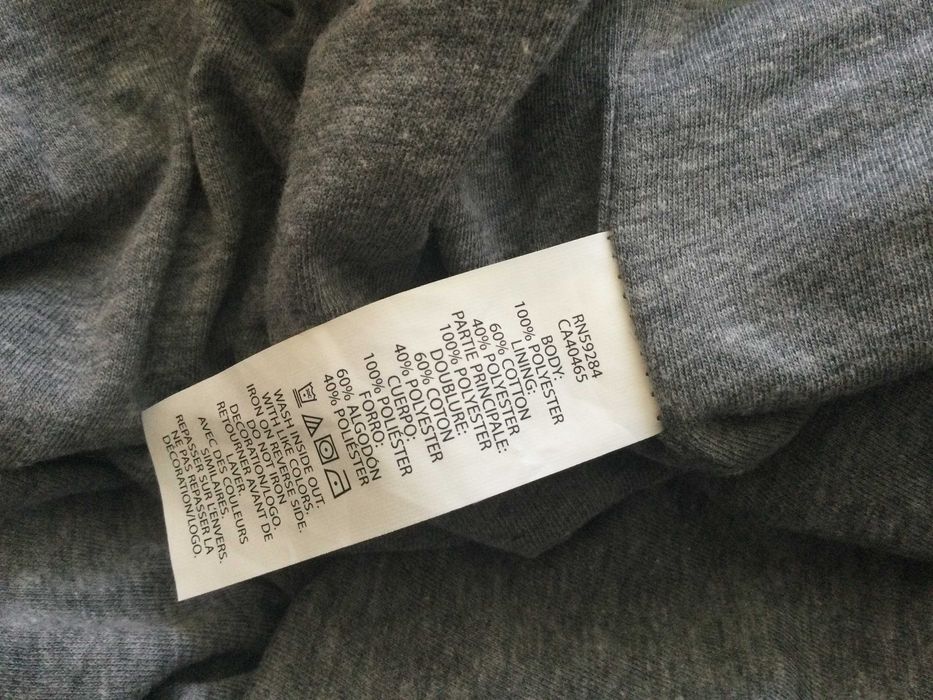 RN59284
CA40465
BODY:
100% POLYESTER
LINING:
60% COTTON
40% POLYESTER
PARTIE PRINCIPALE:
100% POLYESTER
DOUBLURE:
60% COTON
40% POLYESTER
CUERPO:
100% POLIESTER
FORRO:
60% ALGODÓN
40% POLIESTER
WASH INSIDE OUT.
WITH LIKE COLORS,
IRON ON REVERSE SIDE.
DO NOT IRON
DECORATION/LOGO.
RETOURNER AVANT DE
LAVER.
AVEC DES COULEURS
SIMILAIRES
REPASSER SUR L'ENVERS.
NE PAS REPASSER LA
DÉCORATION/LOGO.